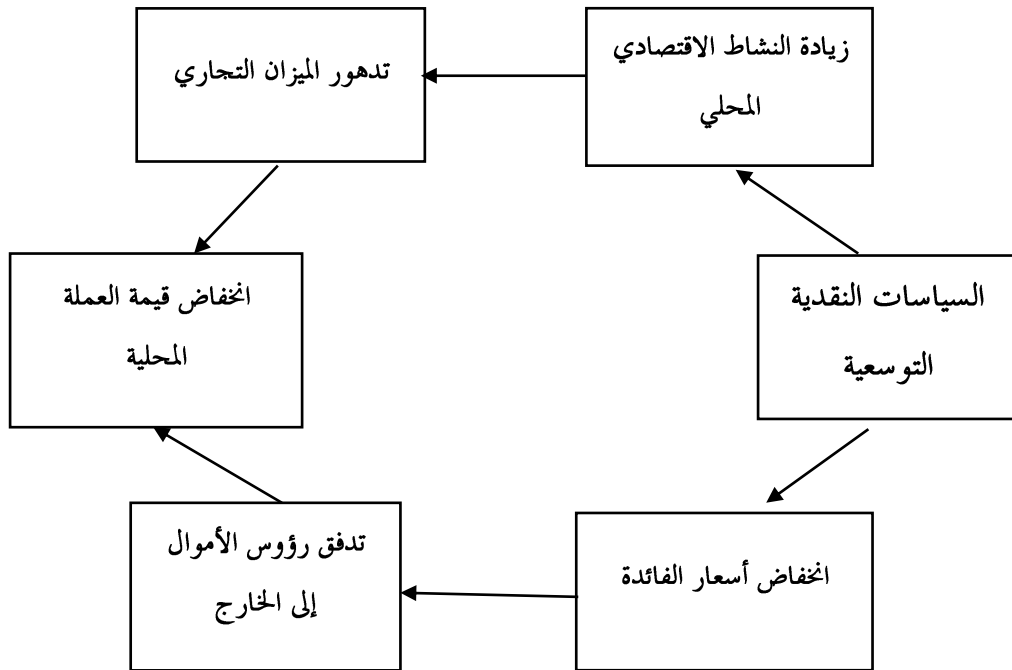 زيادة النشاط الاقتصادي
المحلي
تدهور الميزان التجاري
السياسات النقدية
التوسعية
انخفاض قيمة العملة
المحلية
انخفاض أسعار الفائدة
تدفق رؤوس الأموال
إلى الخارج